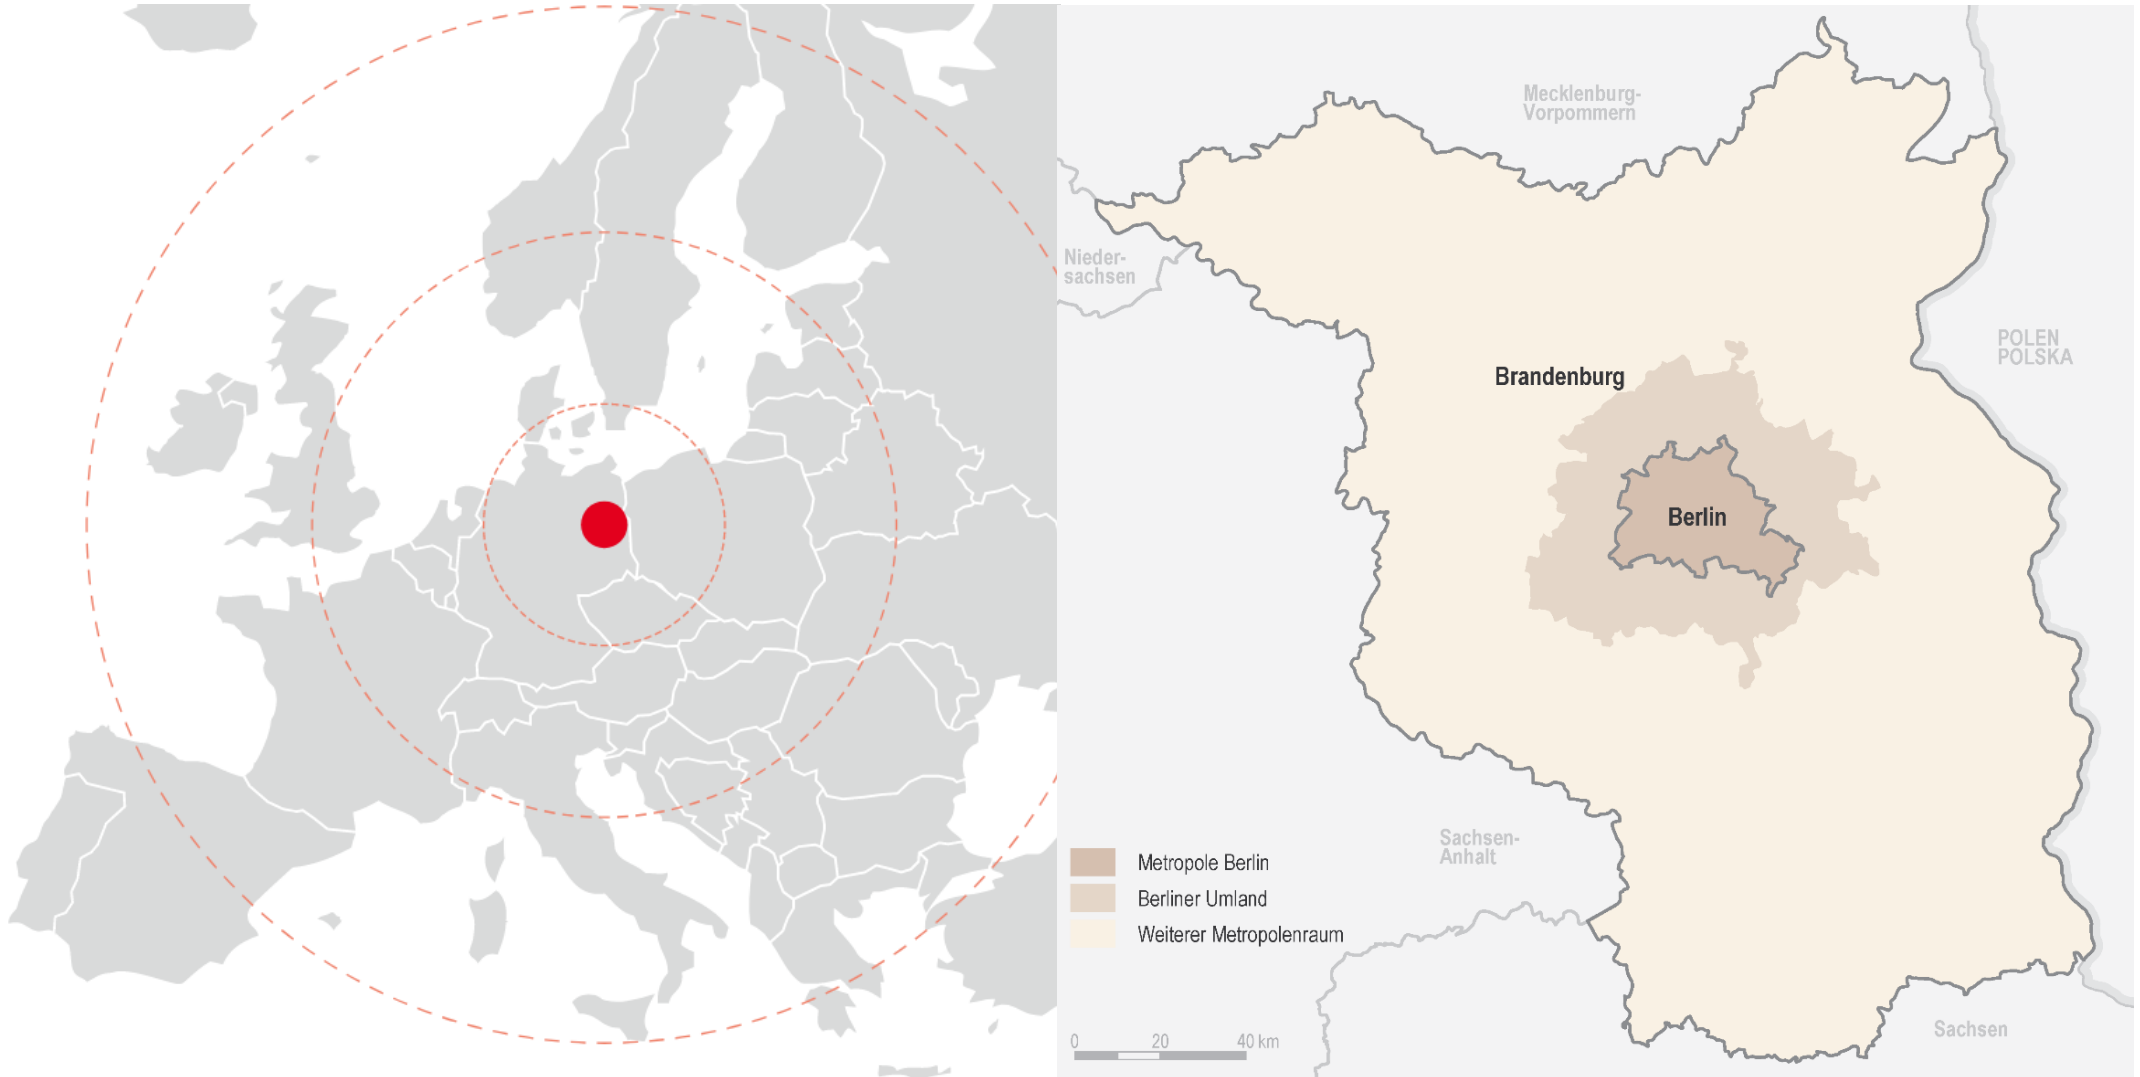 Mecklenburg-
Vorpommern
Nieder-
sachsen
POLEN
POLSKA
Brandenburg
Berlin
Sachsen-
Anhalt
Metropole Berlin
Berliner Umland
Weiterer Metropolenraum
0 20 40 km
Sachsen